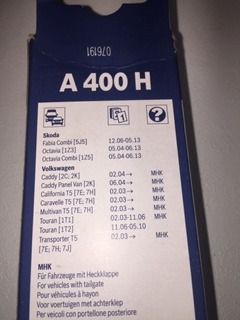 076191
A 400 H
Skoda
Fabia Combi [5J5] 12.06-05.13
Octavia [1Z3] 05.04-06.13
Octavia Combi [1Z5] 05.04-06.13
Volkswagen
Caddy [2C; 2K] 02.04→ MHK
Caddy Panel Van [2K] 06.04→ MHK
California T5 [7E; 7H] 02.03→ MHK
Caravelle T5 [7E; 7H] 02.03→ MHK
Multivan T5 [7E; 7H] 02.03→ MHK
Touran [1T1] 02.03-11.06 MHK
Touran [1T2] 11.06-05.10
Transporter T5 02.03→ MHK
[7E; 7H; 7J]
MHK
Für Fahrzeuge mit Heckklappe
For vehicles with tailgate
Pour véhicules à hayon
Voor voertuigen met achterklep
Per veicoli con portellone posteriore